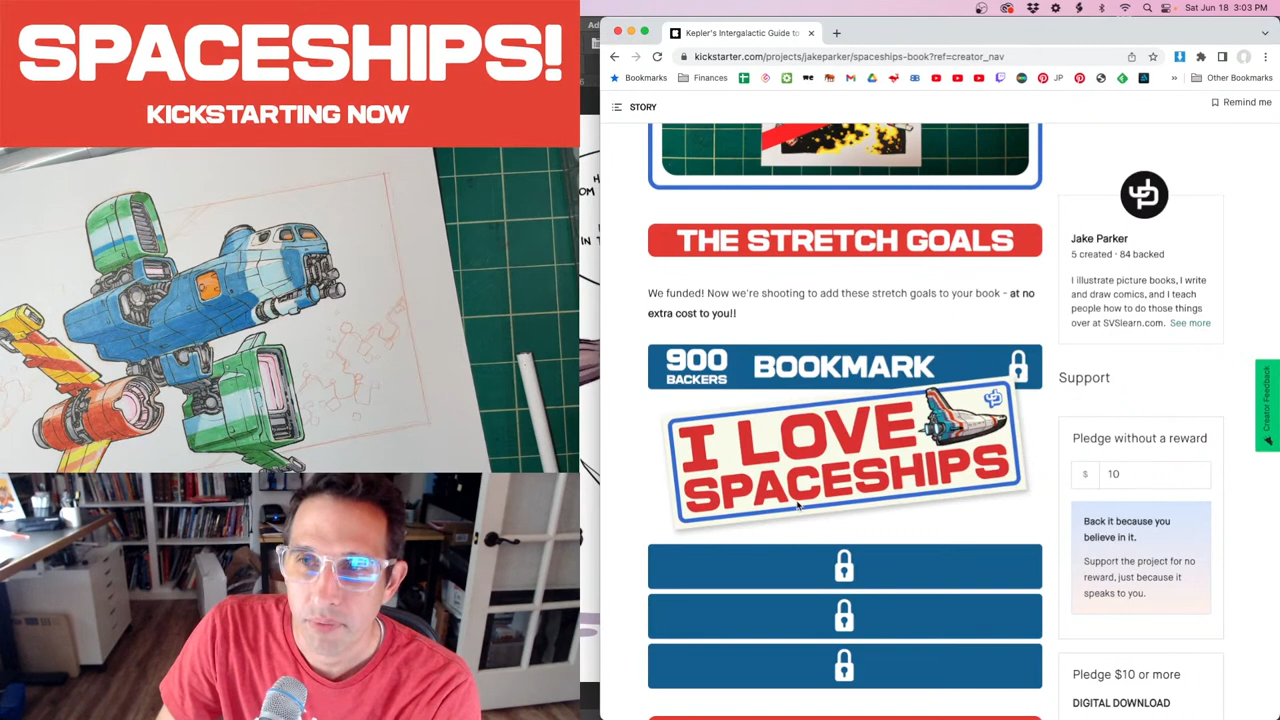 SPACESHIPS!
KICKSTARTING NOW
Sat Jun 18 3:03 PM
Kepler's Intergalactic Guide to
kickstarter.com/projects/jakeparker/spaceships-book?ref=creator_nav
Bookmarks
Finances
JP
Other Bookmarks
STORY
Remind me
THE STRETCH GOALS
We funded! Now we're shooting to add these stretch goals to your book - at no
extra cost to you!!
900
BACKERS
BOOKMARK
I LOVE
SPACESHIPS
Jake Parker
5 created · 84 backed
I illustrate picture books, I write
and draw comics, and I teach
people how to do those things
over at SVSlearn.com. See more
Support
Pledge without a reward
$ 10
Back it because you
believe in it.
Support the project for no
reward, just because it
speaks to you.
Pledge $10 or more
DIGITAL DOWNLOAD
Creator Feedback